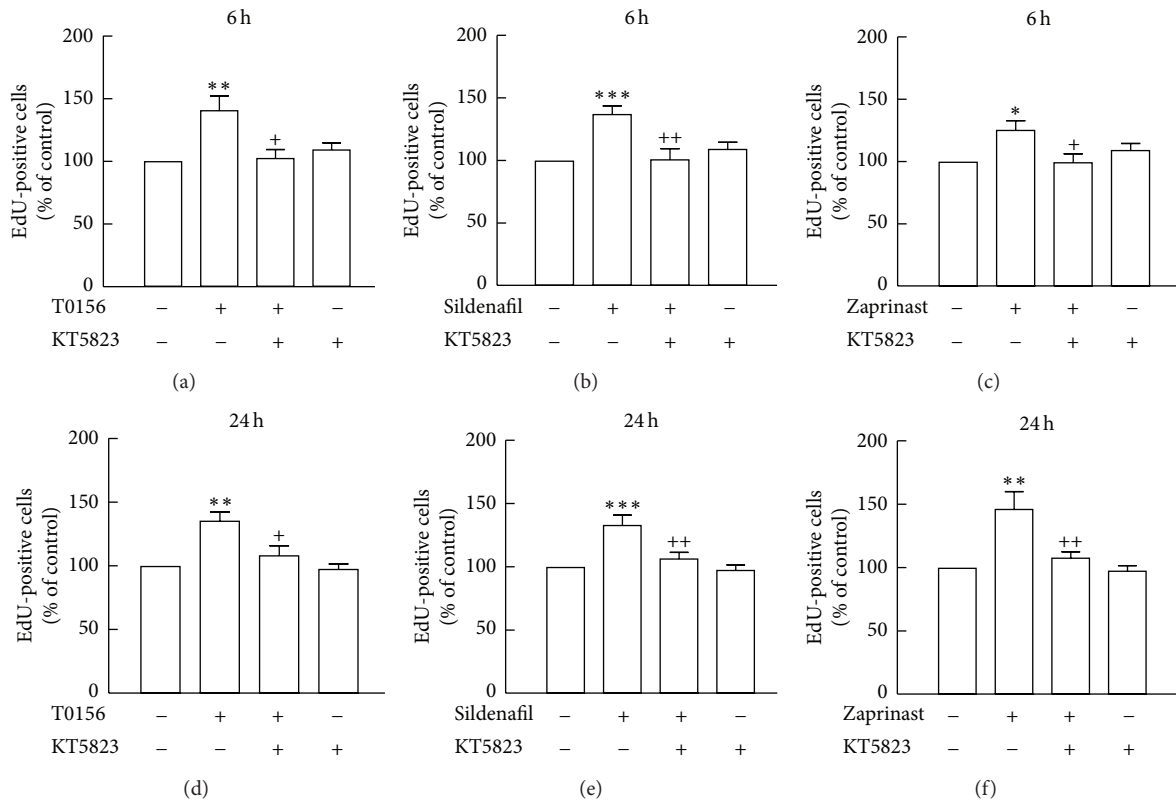 6 h
EdU-positive cells
(% of control)
200
150
100
50
0
**
+
T0156 − + + −
KT5823 − − + +
(a)
6 h
EdU-positive cells
(% of control)
200
150
100
50
0
***
++
Sildenafil − + + −
KT5823 − − + +
(b)
6 h
EdU-positive cells
(% of control)
200
150
100
50
0
*
+
Zaprinast − + + −
KT5823 − − + +
(c)
24 h
EdU-positive cells
(% of control)
200
150
100
50
0
**
+
T0156 − + + −
KT5823 − − + +
(d)
24 h
EdU-positive cells
(% of control)
200
150
100
50
0
***
++
Sildenafil − + + −
KT5823 − − + +
(e)
24 h
EdU-positive cells
(% of control)
200
150
100
50
0
**
++
Zaprinast − + + −
KT5823 − − + +
(f)